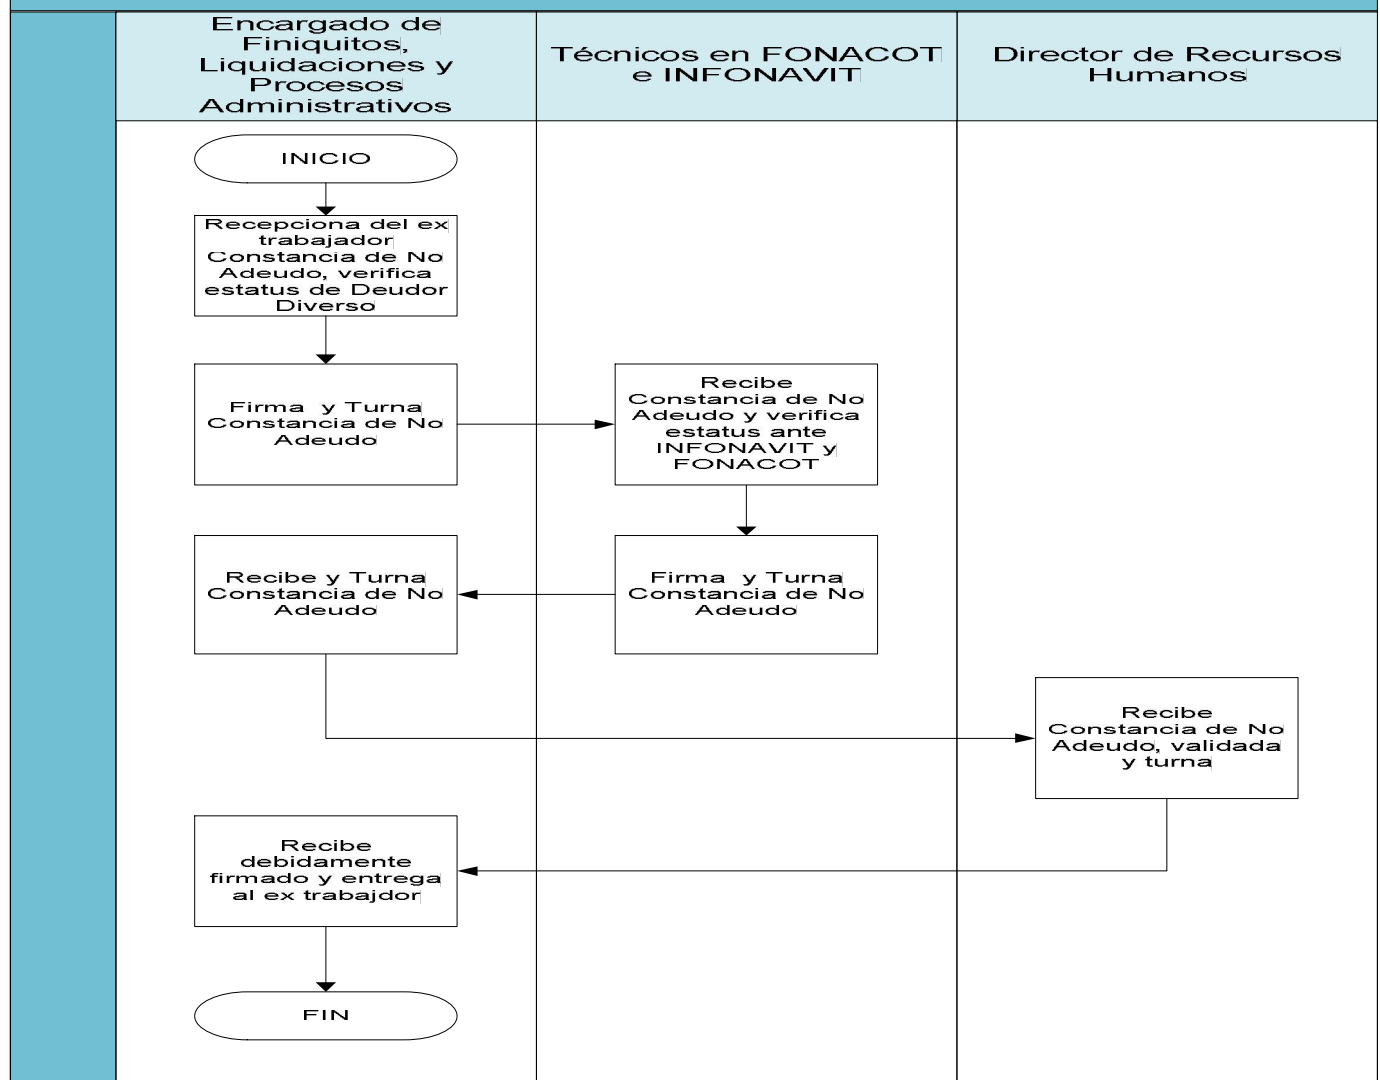 Encargado de
Finiquitos,
Liquidaciones y
Procesos
Administrativos
Técnicos en FONACOT
e INFONAVIT
Director de Recursos
Humanos
INICIO
Recepciona del ex
trabajador
Constancia de No
Adeudo, verifica
estatus de Deudor
Diverso
Firma y Turna
Constancia de No
Adeudo
Recibe
Constancia de No
Adeudo y verifica
estatus ante
INFONAVIT y
FONACOT
Recibe y Turna
Constancia de No
Adeudo
Firma y Turna
Constancia de No
Adeudo
Recibe
Constancia de No
Adeudo, validada
y turna
Recibe
debidamente
firmado y entrega
al ex trabajdor
FIN